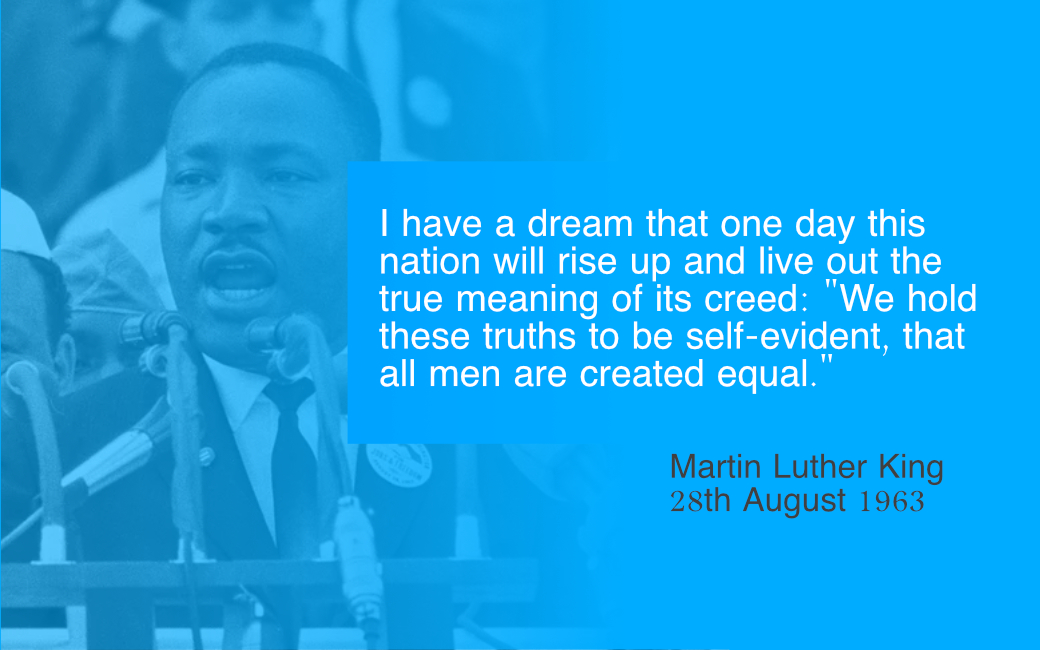 I have a dream that one day this
nation will rise up and live out the
true meaning of its creed: "We hold
these truths to be self-evident, that
all men are created equal."
Martin Luther King
28th August 1963